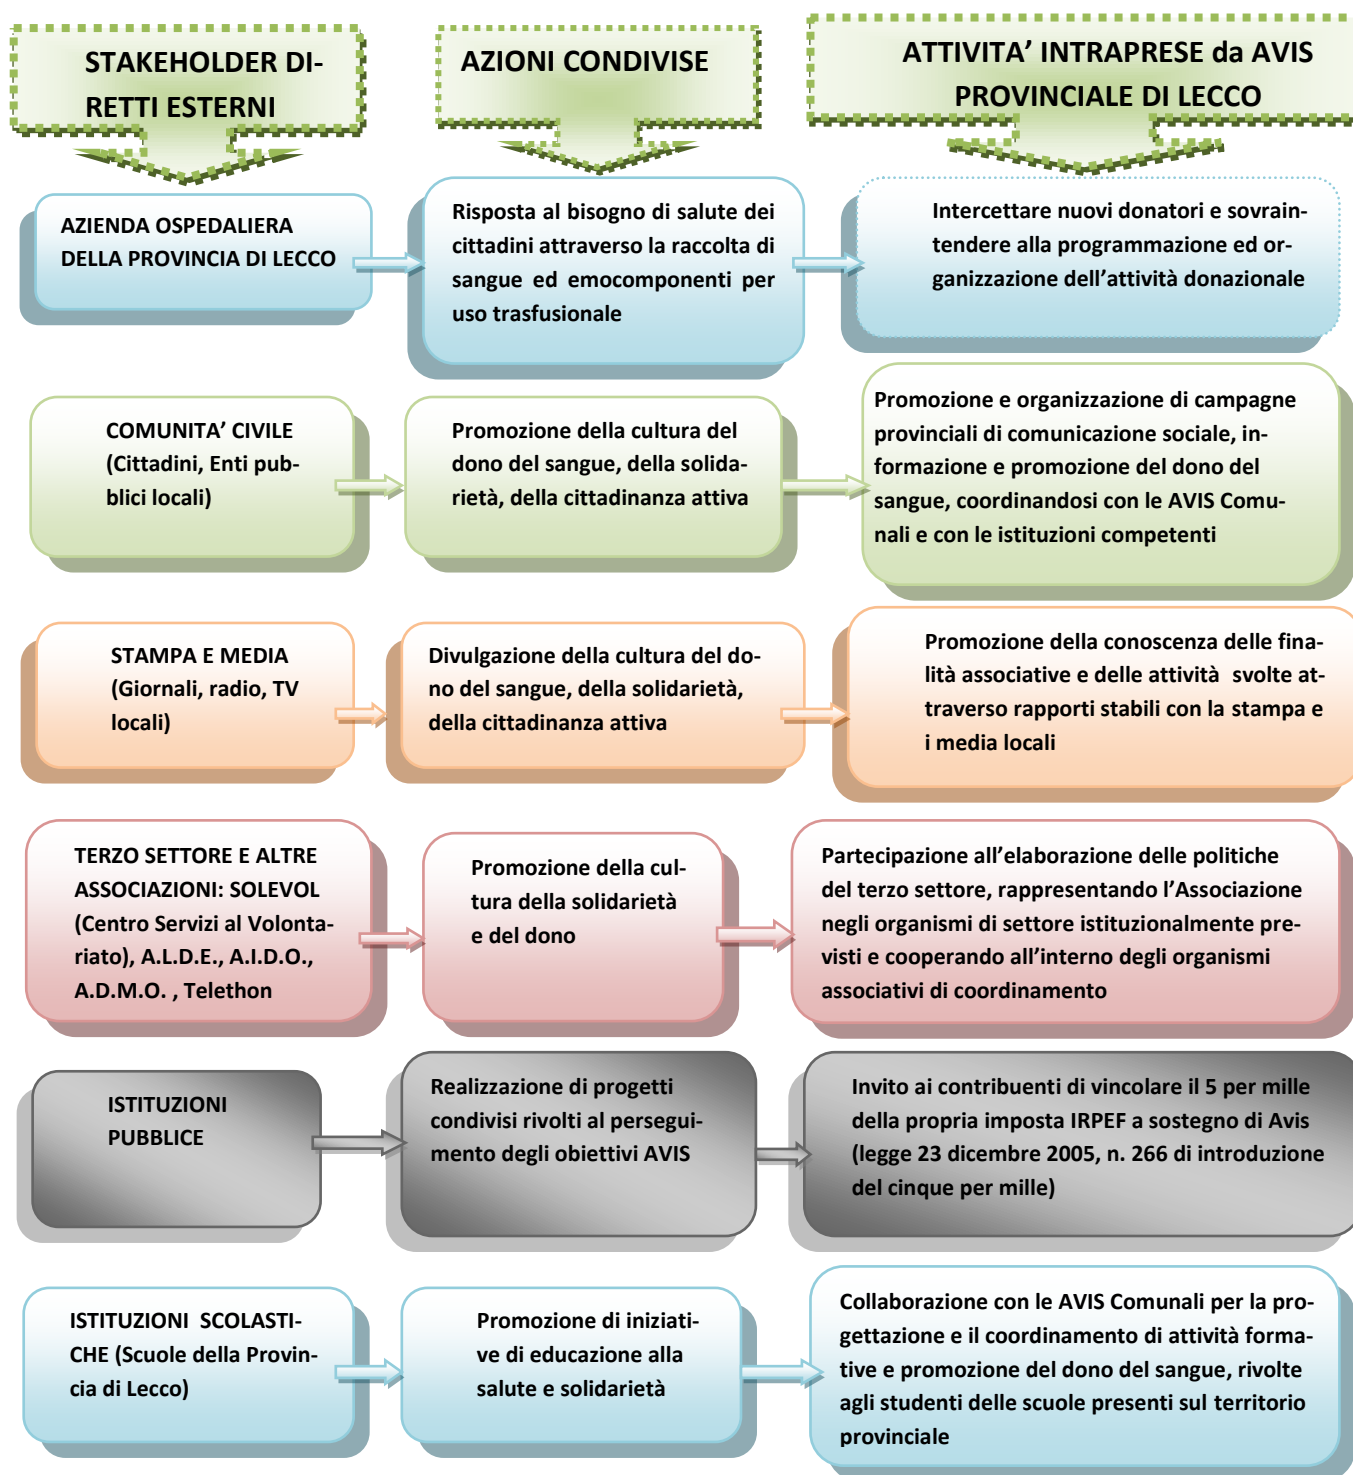 STAKEHOLDER DI-
RETTI ESTERNI
AZIONI CONDIVISE
ATTIVITA’ INTRAPRESE da AVIS
PROVINCIALE DI LECCO
AZIENDA OSPEDALIERA
DELLA PROVINCIA DI LECCO
Risposta al bisogno di salute dei
cittadini attraverso la raccolta di
sangue ed emocomponenti per
uso trasfusionale
Intercettare nuovi donatori e sovrain-
tendere alla programmazione ed or-
ganizzazione dell’attività donazionale
COMUNITA’ CIVILE
(Cittadini, Enti pub-
blici locali)
Promozione della cultura del
dono del sangue, della solida-
rietà, della cittadinanza attiva
Promozione e organizzazione di campagne
provinciali di comunicazione sociale, in-
formazione e promozione del dono del
sangue, coordinandosi con le AVIS Comu-
nali e con le istituzioni competenti
STAMPA E MEDIA
(Giornali, radio, TV
locali)
Divulgazione della cultura del do-
no del sangue, della solidarietà,
della cittadinanza attiva
Promozione della conoscenza delle fina-
lità associative e delle attività svolte at-
traverso rapporti stabili con la stampa e
i media locali
TERZO SETTORE E ALTRE
ASSOCIAZIONI: SOLEVOL
(Centro Servizi al Volonta-
riato), A.L.D.E., A.I.D.O.,
A.D.M.O. , Telethon
Promozione della cul-
tura della solidarietà
e del dono
Partecipazione all’elaborazione delle politiche
del terzo settore, rappresentando l’Associazione
negli organismi di settore istituzionalmente pre-
visti e cooperando all’interno degli organismi
associativi di coordinamento
ISTITUZIONI
PUBBLICE
Realizzazione di progetti
condivisi rivolti al persegui-
mento degli obiettivi AVIS
Invito ai contribuenti di vincolare il 5 per mille
della propria imposta IRPEF a sostegno di Avis
(legge 23 dicembre 2005, n. 266 di introduzione
del cinque per mille)
ISTITUZIONI SCOLASTI-
CHE (Scuole della Provin-
cia di Lecco)
Promozione di iniziati-
ve di educazione alla
salute e solidarietà
Collaborazione con le AVIS Comunali per la pro-
gettazione e il coordinamento di attività forma-
tive e promozione del dono del sangue, rivolte
agli studenti delle scuole presenti sul territorio
provinciale